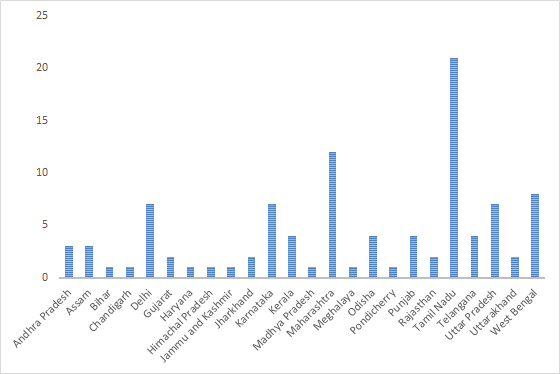 25
20
15
10
5
0
Andhra Pradesh
Assam
Bihar
Chandigarh
Delhi
Gujarat
Haryana
Himachal Pradesh
Jammu and Kashmir
Jharkhand
Karnataka
Kerala
Madhya Pradesh
Maharashtra
Meghalaya
Odisha
Pondicherry
Punjab
Rajasthan
Tamil Nadu
Telangana
Uttar Pradesh
Uttarakhand
West Bengal